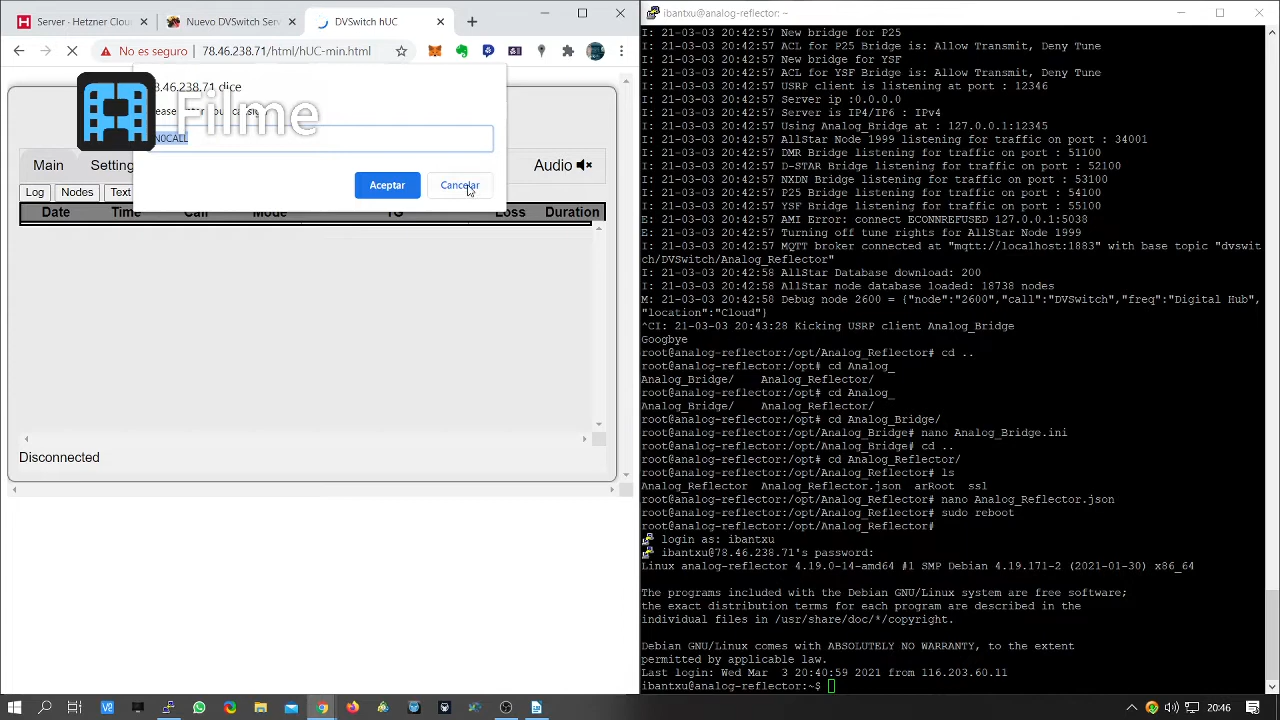 Hetzner Cloud
Nuevo DVSwitch Serv
DVSwitch hUC
No es seguro
78.46.238.71/html/hUC-min.html
8.46.238.71 dice
Filme
N0CALL
Aceptar
Cancelar
Main
Setting
Audio
Log
Nodes
Text
Date
Time
Call
Mode
TG
Loss
Duration
Disconnected
ibantxu@analog-reflector: ~
I: 21-03-03 20:42:57 New bridge for P25
I: 21-03-03 20:42:57 ACL for P25 Bridge is: Allow Transmit, Deny Tune
I: 21-03-03 20:42:57 New bridge for YSF
I: 21-03-03 20:42:57 ACL for YSF Bridge is: Allow Transmit, Deny Tune
I: 21-03-03 20:42:57 USRP client is listening at port : 12346
I: 21-03-03 20:42:57 Server ip :0.0.0.0
I: 21-03-03 20:42:57 Server is IP4/IP6 : IPv4
I: 21-03-03 20:42:57 Using Analog_Bridge at : 127.0.0.1:12345
I: 21-03-03 20:42:57 AllStar Node 1999 listening for traffic on port : 34001
I: 21-03-03 20:42:57 DMR Bridge listening for traffic on port : 51100
I: 21-03-03 20:42:57 D-STAR Bridge listening for traffic on port : 52100
I: 21-03-03 20:42:57 NXDN Bridge listening for traffic on port : 53100
I: 21-03-03 20:42:57 P25 Bridge listening for traffic on port : 54100
I: 21-03-03 20:42:57 YSF Bridge listening for traffic on port : 55100
E: 21-03-03 20:42:57 AMI Error: connect ECONNREFUSED 127.0.0.1:5038
E: 21-03-03 20:42:57 Turning off tune rights for AllStar Node 1999
I: 21-03-03 20:42:57 MQTT broker connected at "mqtt://localhost:1883" with base topic "dvswit
ch/DVSwitch/Analog_Reflector"
I: 21-03-03 20:42:58 AllStar Database download: 200
I: 21-03-03 20:42:58 AllStar node database loaded: 18738 nodes
M: 21-03-03 20:42:58 Debug node 2600 = {"node":"2600","call":"DVSwitch","freq":"Digital Hub",
"location":"Cloud"}
^CI: 21-03-03 20:43:28 Kicking USRP client Analog_Bridge
Googbye
root@analog-reflector:/opt/Analog_Reflector# cd ..
root@analog-reflector:/opt# cd Analog_
Analog_Bridge/    Analog_Reflector/
root@analog-reflector:/opt# cd Analog_
Analog_Bridge/    Analog_Reflector/
root@analog-reflector:/opt# cd Analog_Bridge/
root@analog-reflector:/opt/Analog_Bridge# nano Analog_Bridge.ini
root@analog-reflector:/opt/Analog_Bridge# cd ..
root@analog-reflector:/opt# cd Analog_Reflector/
root@analog-reflector:/opt/Analog_Reflector# ls
Analog_Reflector  Analog_Reflector.json  arRoot  ssl
root@analog-reflector:/opt/Analog_Reflector# nano Analog_Reflector.json
root@analog-reflector:/opt/Analog_Reflector# sudo reboot
root@analog-reflector:/opt/Analog_Reflector#
login as: ibantxu
ibantxu@78.46.238.71's password:
Linux analog-reflector 4.19.0-14-amd64 #1 SMP Debian 4.19.171-2 (2021-01-30) x86_64
The programs included with the Debian GNU/Linux system are free software;
the exact distribution terms for each program are described in the
individual files in /usr/share/doc/*/copyright.
Debian GNU/Linux comes with ABSOLUTELY NO WARRANTY, to the extent
permitted by applicable law.
Last login: Wed Mar  3 20:40:59 2021 from 116.203.60.11
ibantxu@analog-reflector:~$
20:46